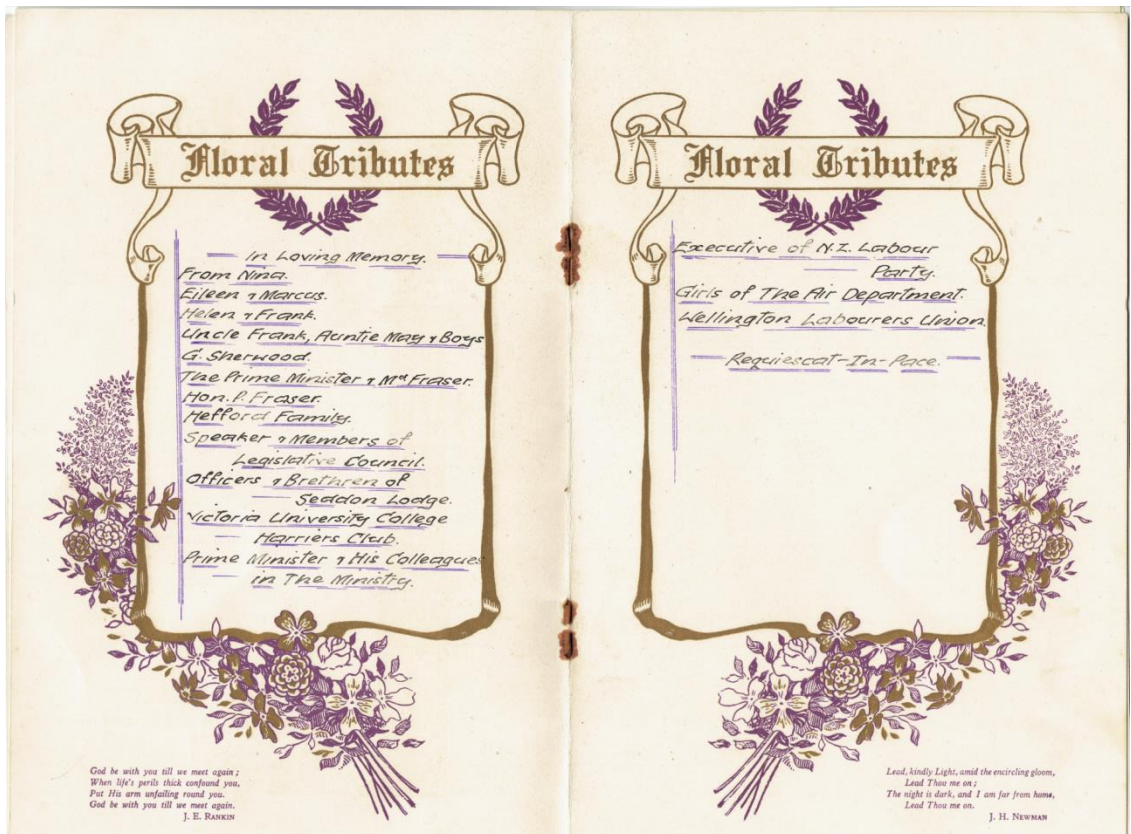 Floral Tributes
— In Loving Memory. —
From Nina.
Eileen & Marcus.
Helen & Frank.
Uncle Frank, Auntie May & Boys
G. Sherwood.
The Prime Minister & Mrs Fraser.
Hon. P. Fraser.
Hefford Family.
Speaker & Members of
Legislative Council.
Officers & Brethren of
— Seddon Lodge.
Victoria University College
— Harriers Club.
Prime Minister & His Colleagues
— in The Ministry.
God be with you till we meet again ;
When life's perils thick confound you,
Put His arm unfailing round you.
God be with you till we meet again.
J. E. RANKIN
Floral Tributes
Executive of N.Z. Labour
— Party.
Girls of The Air Department.
Wellington Labourers Union.
— Requiescat-In-Pace. —
Lead, kindly Light, amid the encircling gloom,
Lead Thou me on ;
The night is dark, and I am far from home,
Lead Thou me on.
J. H. NEWMAN